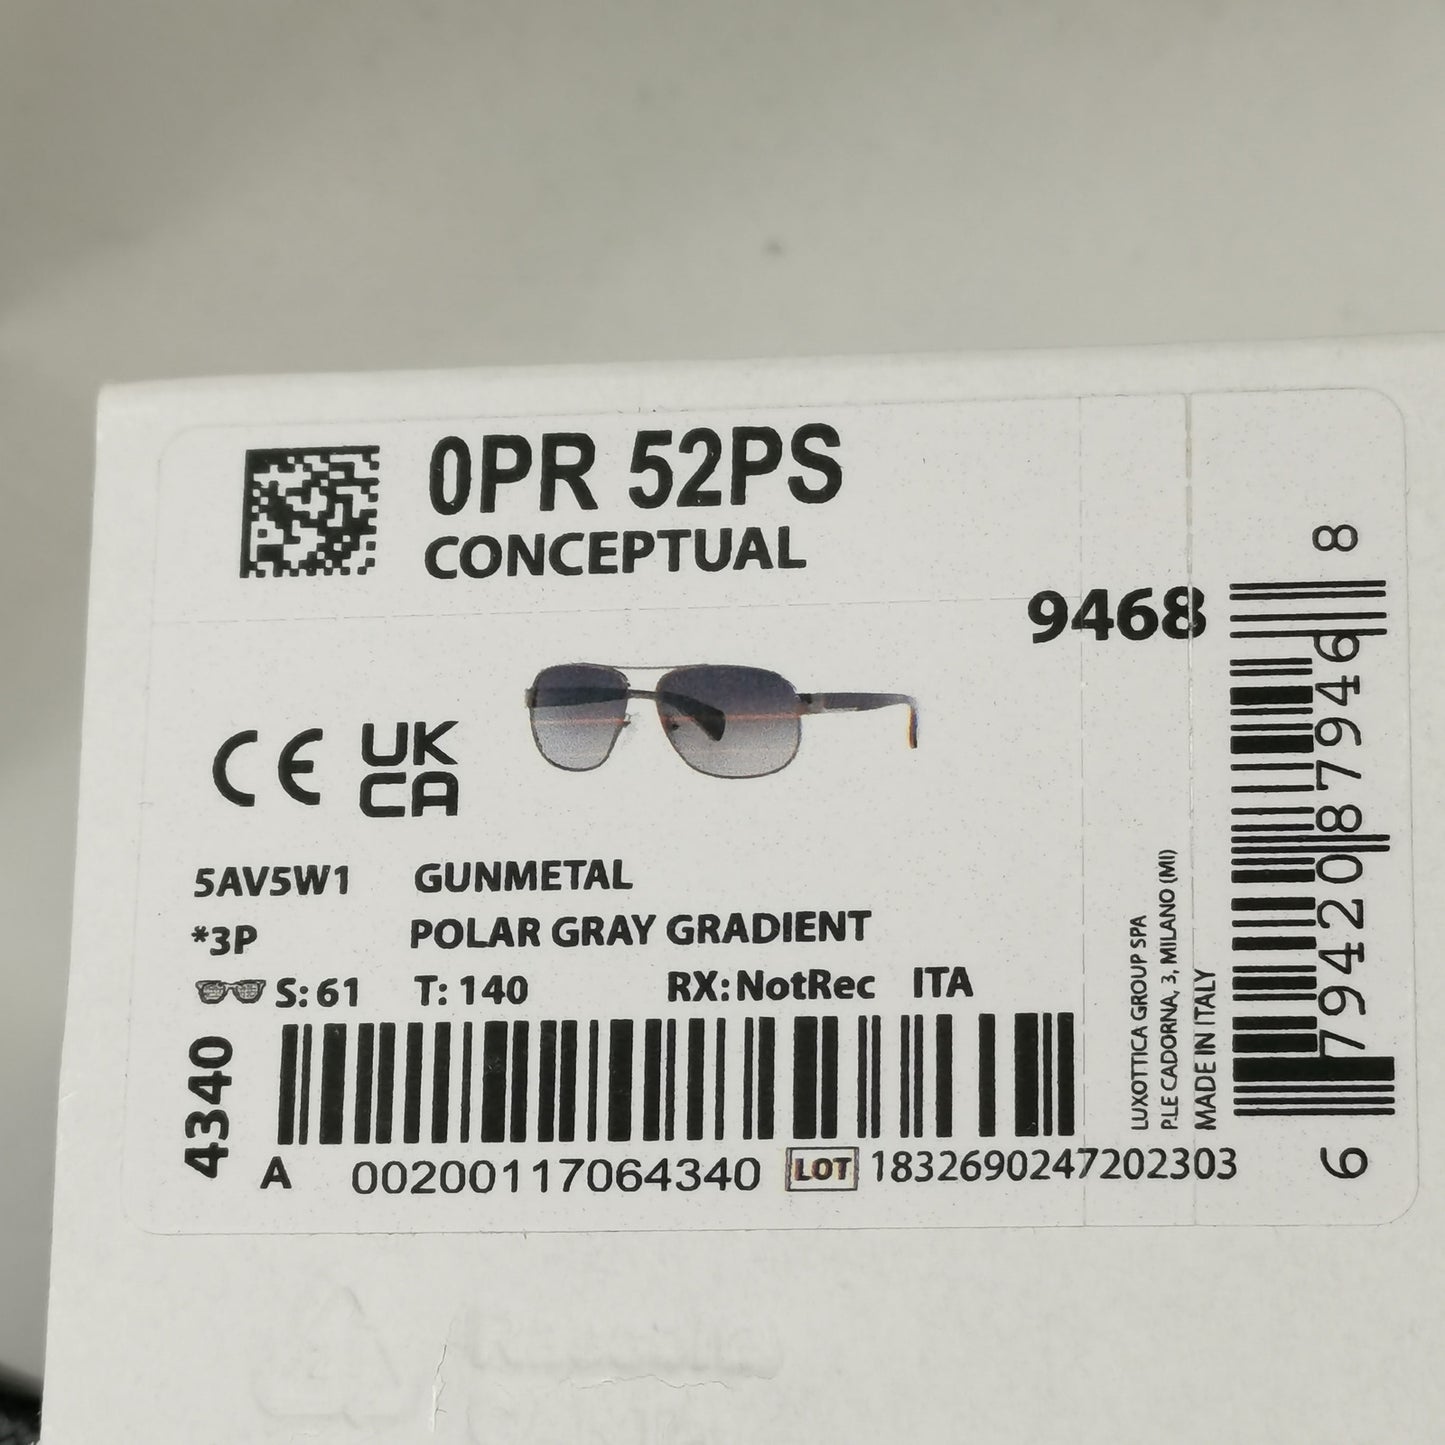 0PR 52PS
CONCEPTUAL
9468
CE
UK
CA
5AV5W1 GUNMETAL
*3P POLAR GRAY GRADIENT
S: 61 T: 140 RX: NotRec ITA
4340
A 00200117064340 LOT 1832690247202303
LUXOTTICA GROUP SPA
P.LE CADORNA, 3, MILANO (MI)
MADE IN ITALY
6 79420 87946 8